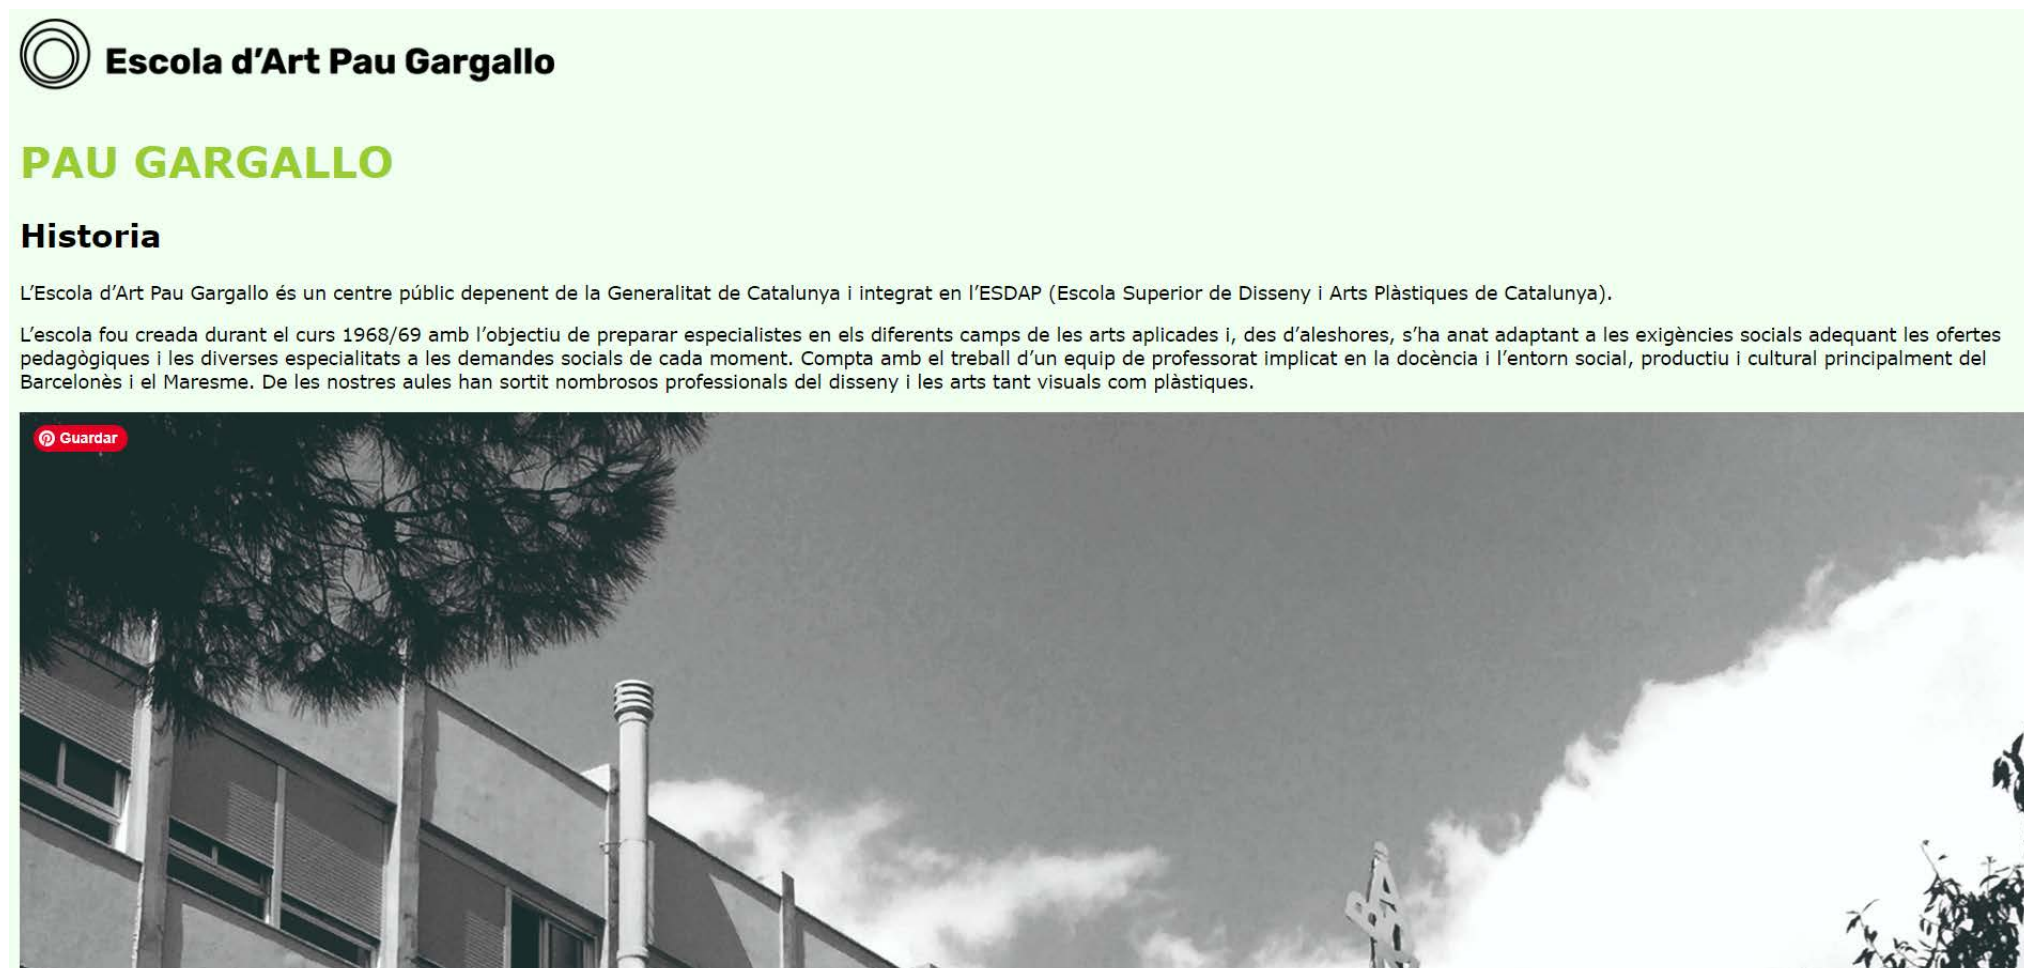 Escola d'Art Pau Gargallo
PAU GARGALLO
Historia
L'Escola d'Art Pau Gargallo és un centre públic depenent de la Generalitat de Catalunya i integrat en l'ESDAP (Escola Superior de Disseny i Arts Plàstiques de Catalunya).
L'escola fou creada durant el curs 1968/69 amb l'objectiu de preparar especialistes en els diferents camps de les arts aplicades i, des d'aleshores, s'ha anat adaptant a les exigències socials adequant les ofertes
pedagògiques i les diverses especialitats a les demandes socials de cada moment. Compta amb el treball d'un equip de professorat implicat en la docència i l'entorn social, productiu i cultural principalment del
Barcelonès i el Maresme. De les nostres aules han sortit nombrosos professionals del disseny i les arts tant visuals com plàstiques.
Guardar